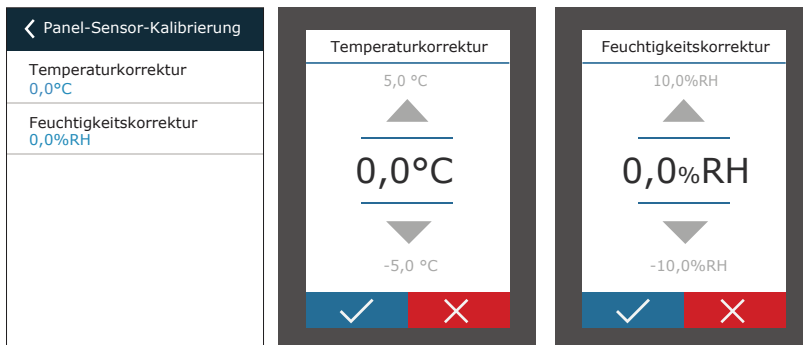 Panel-Sensor-Kalibrierung
Temperaturkorrektur
0,0°C
Feuchtigkeitskorrektur
0,0%RH
Temperaturkorrektur
5,0 °C
0,0°C
-5,0 °C
Feuchtigkeitskorrektur
10,0%RH
0,0%RH
-10,0%RH